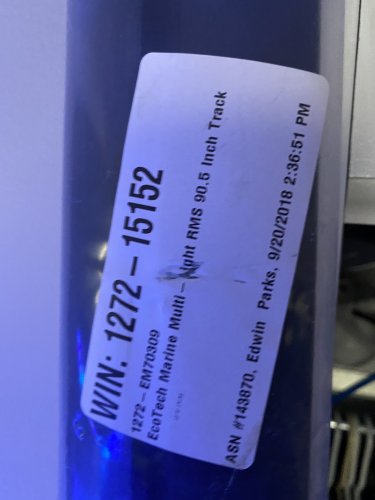 WIN: 1272-15152
1272-EM70309
EcoTech Marine Multi-Light RMS 90.5 Inch Track
ASN #143870, Edwin Parks, 9/20/2018 2:36:51 PM